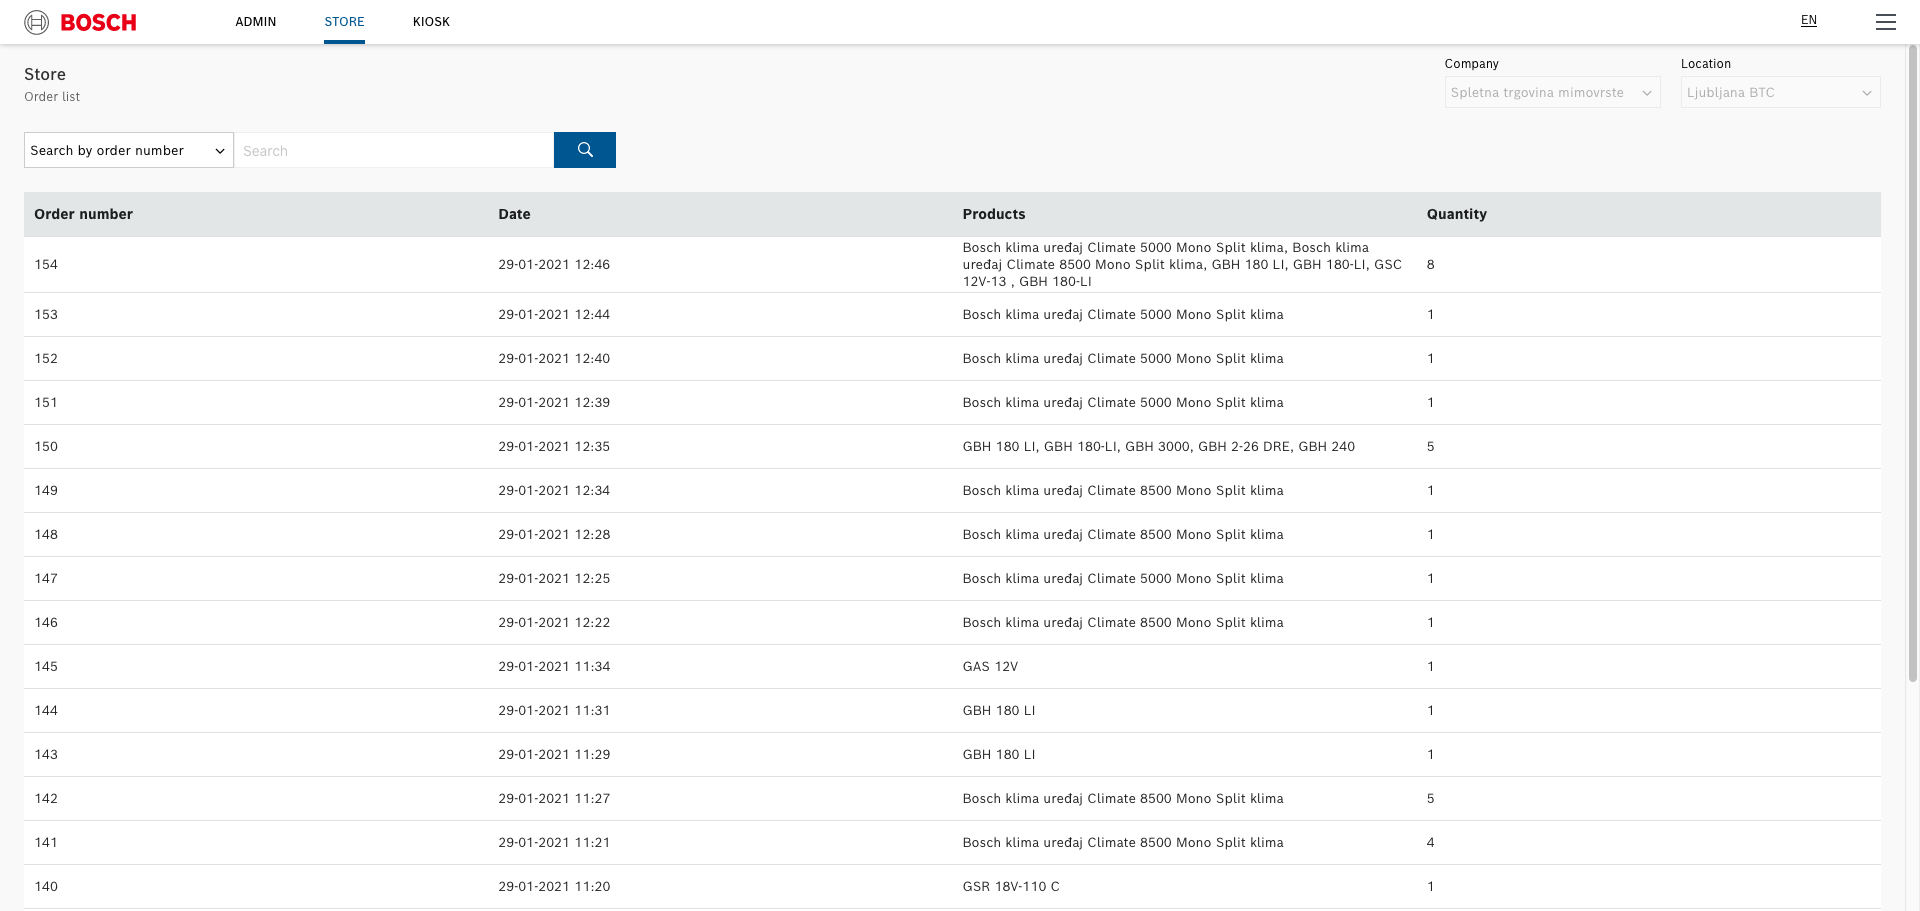 BOSCH ADMIN STORE KIOSK EN
Store
Order list
Company Location
Spletna trgovina mimovrste Ljubljana BTC
Search by order number Search
Order number Date Products Quantity
154 29-01-2021 12:46 Bosch klima uređaj Climate 5000 Mono Split klima, Bosch klima
uređaj Climate 8500 Mono Split klima, GBH 180 LI, GBH 180-LI, GSC
12V-13 , GBH 180-LI 8
153 29-01-2021 12:44 Bosch klima uređaj Climate 5000 Mono Split klima 1
152 29-01-2021 12:40 Bosch klima uređaj Climate 5000 Mono Split klima 1
151 29-01-2021 12:39 Bosch klima uređaj Climate 5000 Mono Split klima 1
150 29-01-2021 12:35 GBH 180 LI, GBH 180-LI, GBH 3000, GBH 2-26 DRE, GBH 240 5
149 29-01-2021 12:34 Bosch klima uređaj Climate 8500 Mono Split klima 1
148 29-01-2021 12:28 Bosch klima uređaj Climate 8500 Mono Split klima 1
147 29-01-2021 12:25 Bosch klima uređaj Climate 5000 Mono Split klima 1
146 29-01-2021 12:22 Bosch klima uređaj Climate 8500 Mono Split klima 1
145 29-01-2021 11:34 GAS 12V 1
144 29-01-2021 11:31 GBH 180 LI 1
143 29-01-2021 11:29 GBH 180 LI 1
142 29-01-2021 11:27 Bosch klima uređaj Climate 8500 Mono Split klima 5
141 29-01-2021 11:21 Bosch klima uređaj Climate 8500 Mono Split klima 4
140 29-01-2021 11:20 GSR 18V-110 C 1